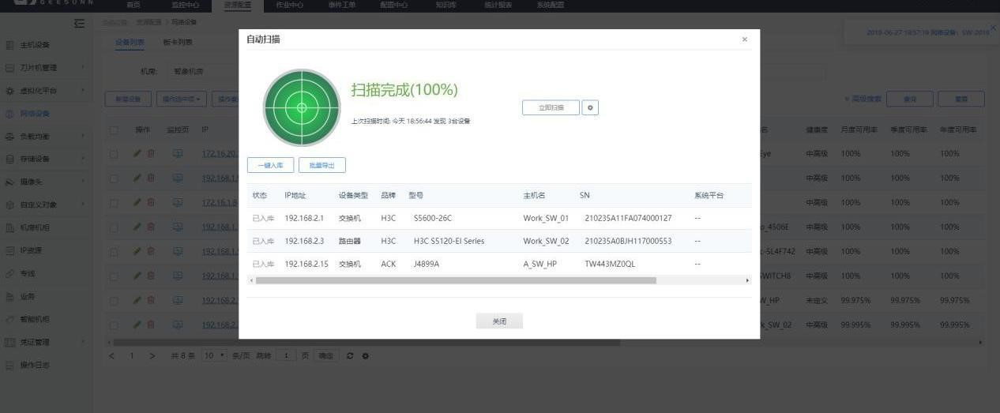 GEESUNN
首页 监控中心 资源配置 作业中心 事件工单 配置中心 知识库 统计报表 系统配置
当前位置: 资源配置 > 网络设备
2019-06-27 18:57:19 网络设备: SW-2016
主机设备
刀片机管理
虚拟化平台
网络设备
负载均衡
存储设备
摄像头
自定义对象
机房机柜
IP资源
专线
业务
智能机柜
凭证管理
操作日志
设备列表 板卡列表
机房:
新增设备 操作选中项
高级搜索 查询 重置
操作 监控页 IP 名 健康度 月度可用率 季度可用率 年度可用率
172.16.20. Eye 中高级 100% 100% 100%
192.168.1. 中高级 100% 100% 100%
172.16.1.8 中高级 100% 100% 100%
192.168.1. o_4506E 中高级 100% 100% 100%
192.168.1. c-5L4F742 中高级 100% 100% 100%
192.168.1. SWITCH8 中高级 100% 100% 100%
192.168.2. W_HP 未定义 99.975% 99.975% 99.975%
192.168.2. k_SW_02 中高级 99.995% 99.995% 99.995%
< 1 > 共 8 条 10 条/页 跳转 1 页 确定
自动扫描 ×
扫描完成(100%)
上次扫描时间: 今天 18:56:44 发现 3台设备
立即扫描
一键入库 批量导出
状态 IP地址 设备类型 品牌 型号 主机名 SN 系统平台
已入库 192.168.2.1 交换机 H3C S5600-26C Work_SW_01 210235A11FA074000127 --
已入库 192.168.2.3 路由器 H3C H3C S5120-EI Series Work_SW_02 210235A0BJH117000553 --
已入库 192.168.2.15 交换机 ACK J4899A A_SW_HP TW443MZ0QL --
关闭